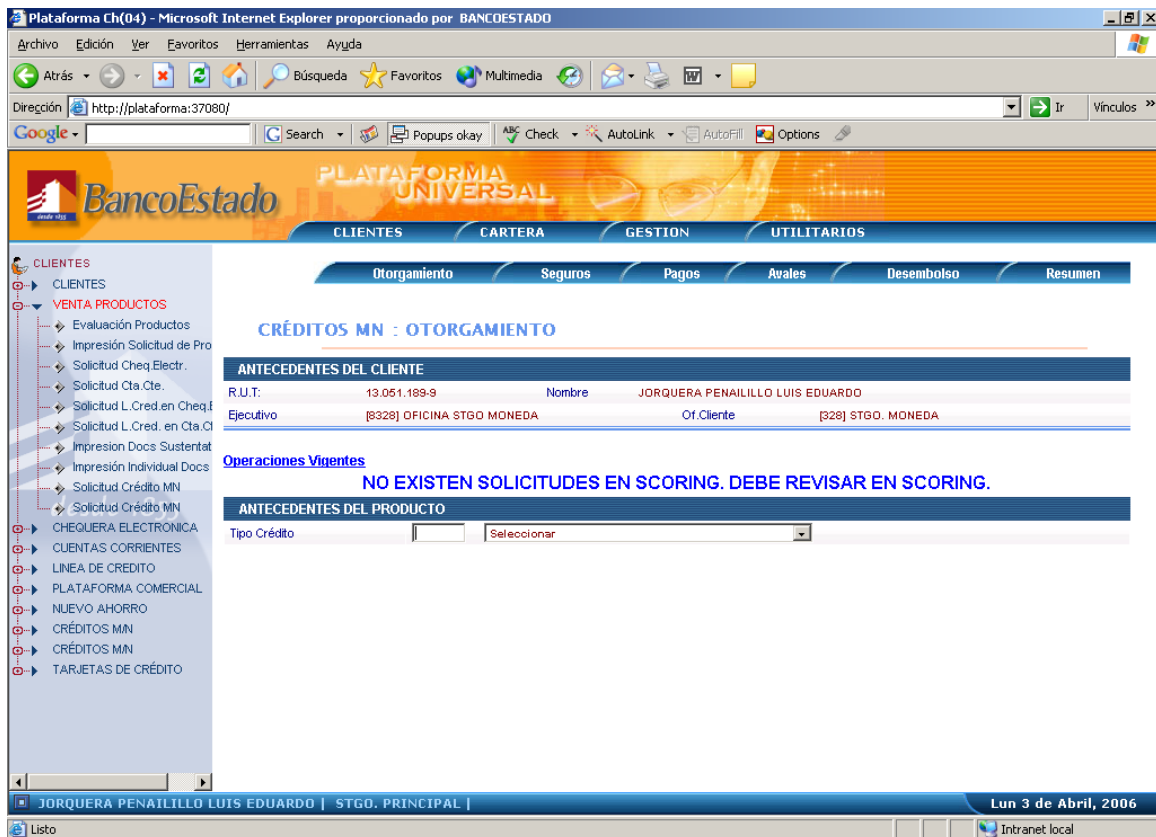 Plataforma Ch(04) - Microsoft Internet Explorer proporcionado por BANCOESTADO
Archivo Edición Ver Favoritos Herramientas Ayuda
Atrás Búsqueda Favoritos Multimedia
Dirección http://plataforma:37080/ Ir Vínculos »
Google Search Popups okay ABC Check AutoLink AutoFill Options
PLATAFORMA
UNIVERSAL
BancoEstado
desde 1855
CLIENTES CARTERA GESTION UTILITARIOS
Otorgamiento Seguros Pagos Avales Desembolso Resumen
CLIENTES
CLIENTES
VENTA PRODUCTOS
Evaluación Productos
Impresión Solicitud de Pro
Solicitud Cheq.Electr.
Solicitud Cta.Cte.
Solicitud L.Cred.en Cheq.E
Solicitud L.Cred. en Cta.Ct
Impresion Docs Sustentat
Impresión Individual Docs
Solicitud Crédito MN
Solicitud Crédito MN
desde 1855
CHEQUERA ELECTRONICA
CUENTAS CORRIENTES
LINEA DE CREDITO
PLATAFORMA COMERCIAL
NUEVO AHORRO
CRÉDITOS M/N
CRÉDITOS M/N
TARJETAS DE CRÉDITO
CRÉDITOS MN : OTORGAMIENTO
ANTECEDENTES DEL CLIENTE
R.U.T: 13.051.189-9 Nombre JORQUERA PENAILILLO LUIS EDUARDO
Ejecutivo [8328] OFICINA STGO MONEDA Of.Cliente [328] STGO. MONEDA
Operaciones Vigentes
NO EXISTEN SOLICITUDES EN SCORING. DEBE REVISAR EN SCORING.
ANTECEDENTES DEL PRODUCTO
Tipo Crédito Seleccionar
JORQUERA PENAILILLO LUIS EDUARDO | STGO. PRINCIPAL | Lun 3 de Abril, 2006
Listo Intranet local